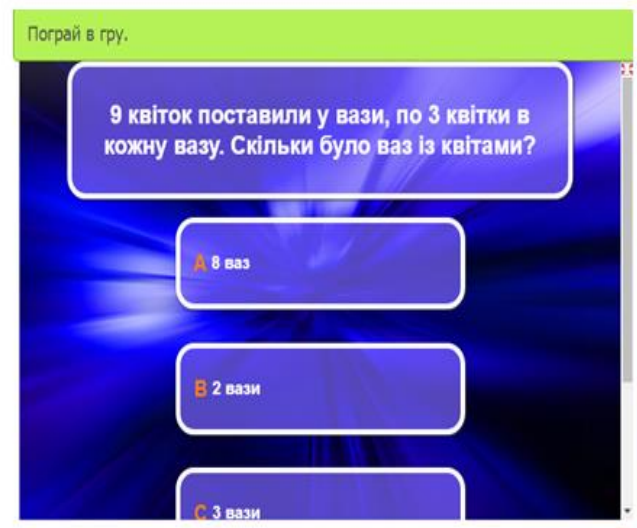 Пограй в гру.
9 квіток поставили у вази, по 3 квітки в
кожну вазу. Скільки було ваз із квітами?
A 8 ваз
B 2 вази
C 3 вази